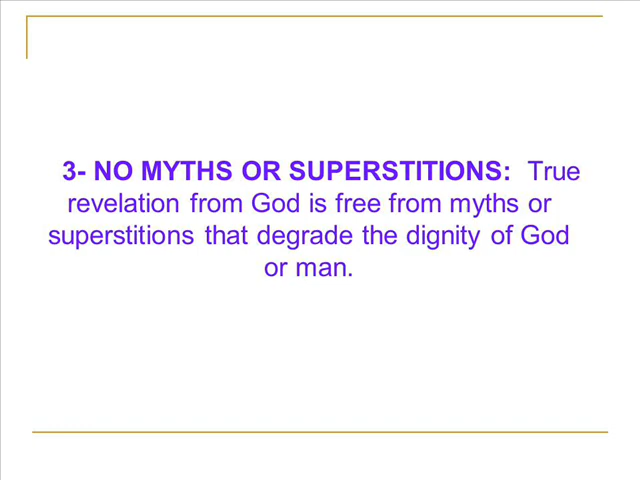 3- NO MYTHS OR SUPERSTITIONS: True
revelation from God is free from myths or
superstitions that degrade the dignity of God
or man.